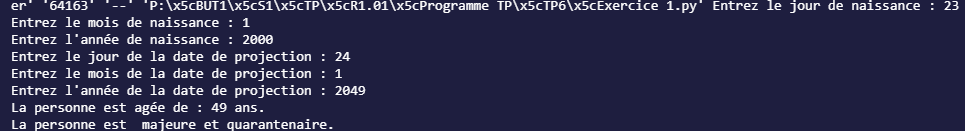 er' '64163' '--' 'P:\x5cBUT1\x5cS1\x5cTP\x5cR1.01\x5cProgramme TP\x5cTP6\x5cExercice 1.py' Entrez le jour de naissance : 23
Entrez le mois de naissance : 1
Entrez l'année de naissance : 2000
Entrez le jour de la date de projection : 24
Entrez le mois de la date de projection : 1
Entrez l'année de la date de projection : 2049
La personne est agée de : 49 ans.
La personne est  majeure et quarantenaire.